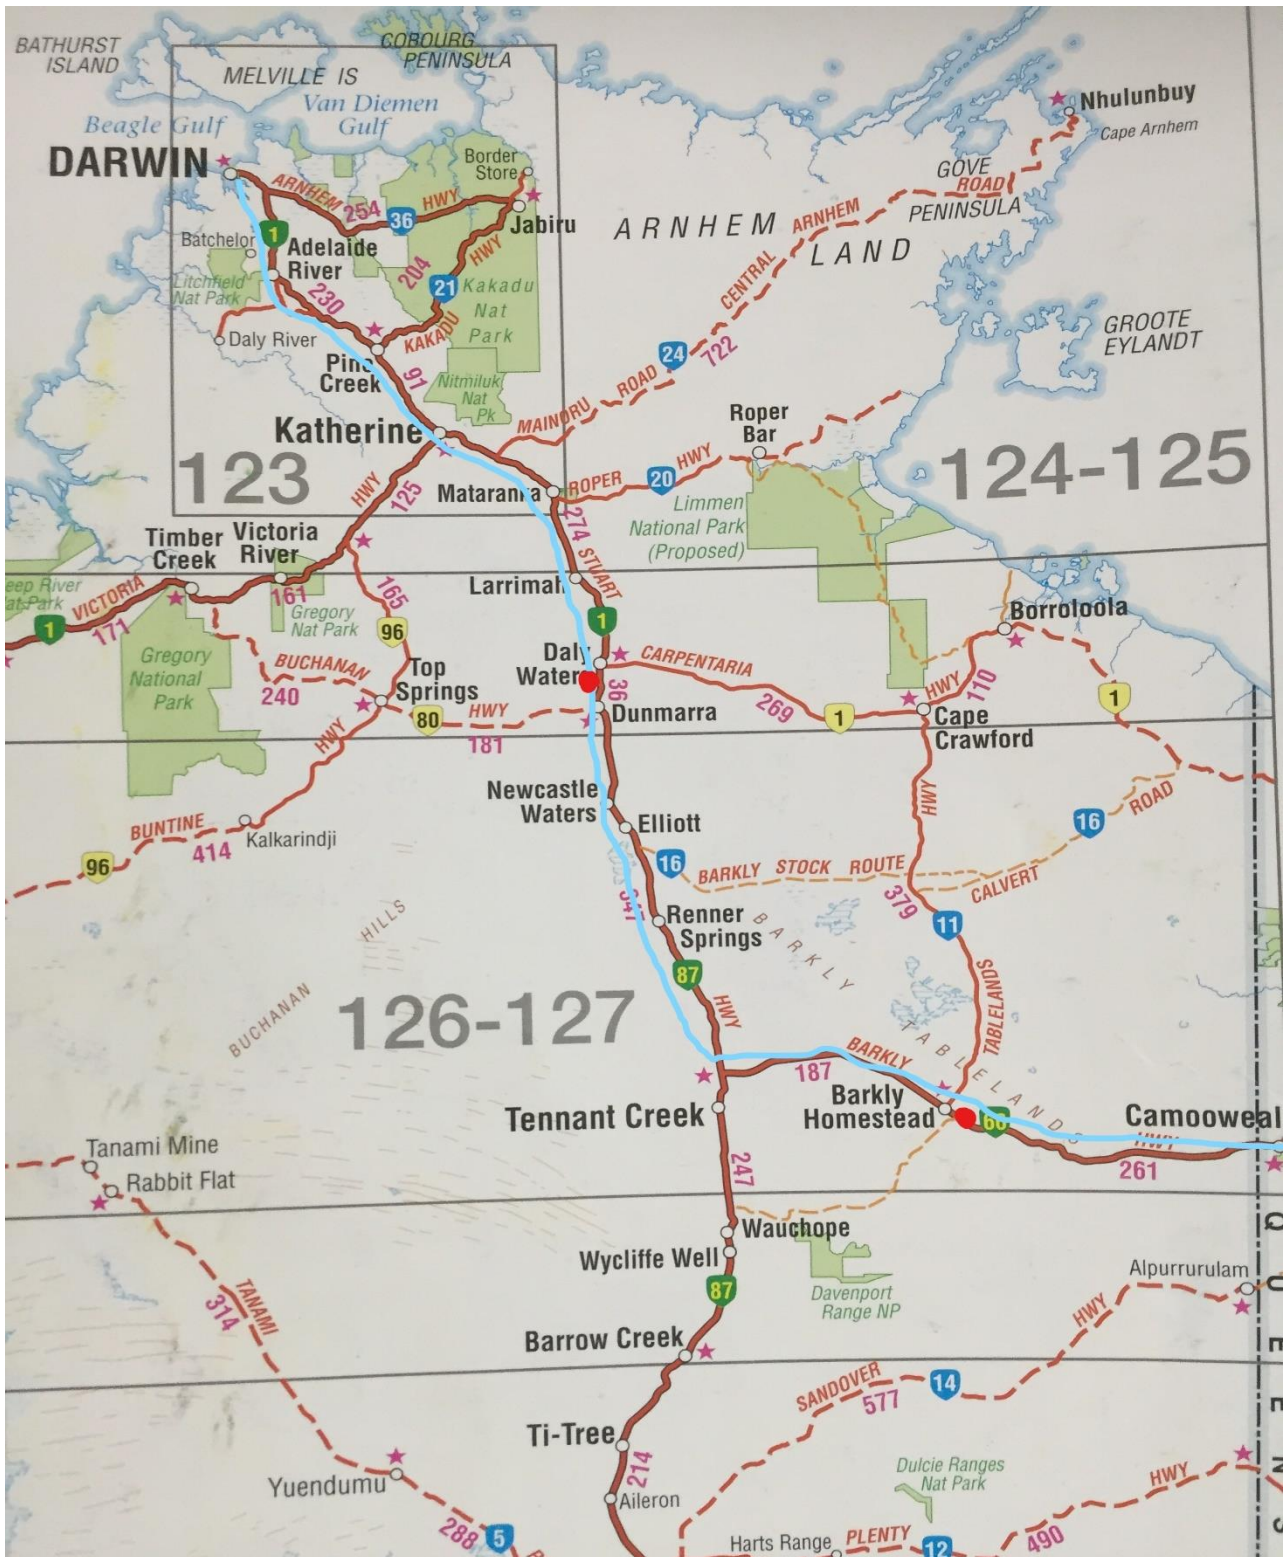 BATHURST
ISLAND
COBOURG
PENINSULA
MELVILLE IS
Van Diemen
Gulf
Beagle Gulf
DARWIN
Nhulunbuy
Cape Arnhem
Border
Store
ARNHEM
254
36
HWY
Jabiru
GOVE
ROAD
PENINSULA
ARNHEM
LAND
ARNHEM
CENTRAL
1
Batchelor
Adelaide
River
Litchfield
Nat Park
230
204
HWY
21
Kakadu
Nat
Park
KAKADU
Daly River
Pine
Creek
91
Nitmiluk
Nat
Pk
GROOTE
EYLANDT
24
722
ROAD
MAINORU
Katherine
123
Roper
Bar
124-125
HWY
125
Mataranka
ROPER
20
HWY
274
Limmen
National Park
(Proposed)
STUART
Timber
Creek
Victoria
River
Larrimah
VICTORIA
1
171
161
Gregory
Nat Park
165
96
1
Borroloola
Gregory
National
Park
BUCHANAN
240
Top
Springs
80
HWY
181
Daly
Waters
36
CARPENTARIA
269
1
HWY
110
1
Dunmarra
Cape
Crawford
HWY
BUNTINE
414
96
Kalkarindji
Newcastle
Waters
Elliott
16
BARKLY STOCK ROUTE
HWY
16
ROAD
CALVERT
379
11
347
Renner
Springs
BARKLY
TABLELANDS
HILLS
BUCHANAN
87
HWY
126-127
TABLELANDS
BARKLY
187
Barkly
Homestead
66
Tennant Creek
Camooweal
HWY
261
Tanami Mine
Rabbit Flat
247
Wauchope
Wycliffe Well
87
Davenport
Range NP
Alpurrurulam
TANAMI
314
Barrow Creek
HWY
SANDOVER
14
577
Ti-Tree
214
Aileron
Yuendumu
288
5
Dulcie Ranges
Nat Park
Harts Range
PLENTY
12
490
HWY
Q
U
E
E
N
S